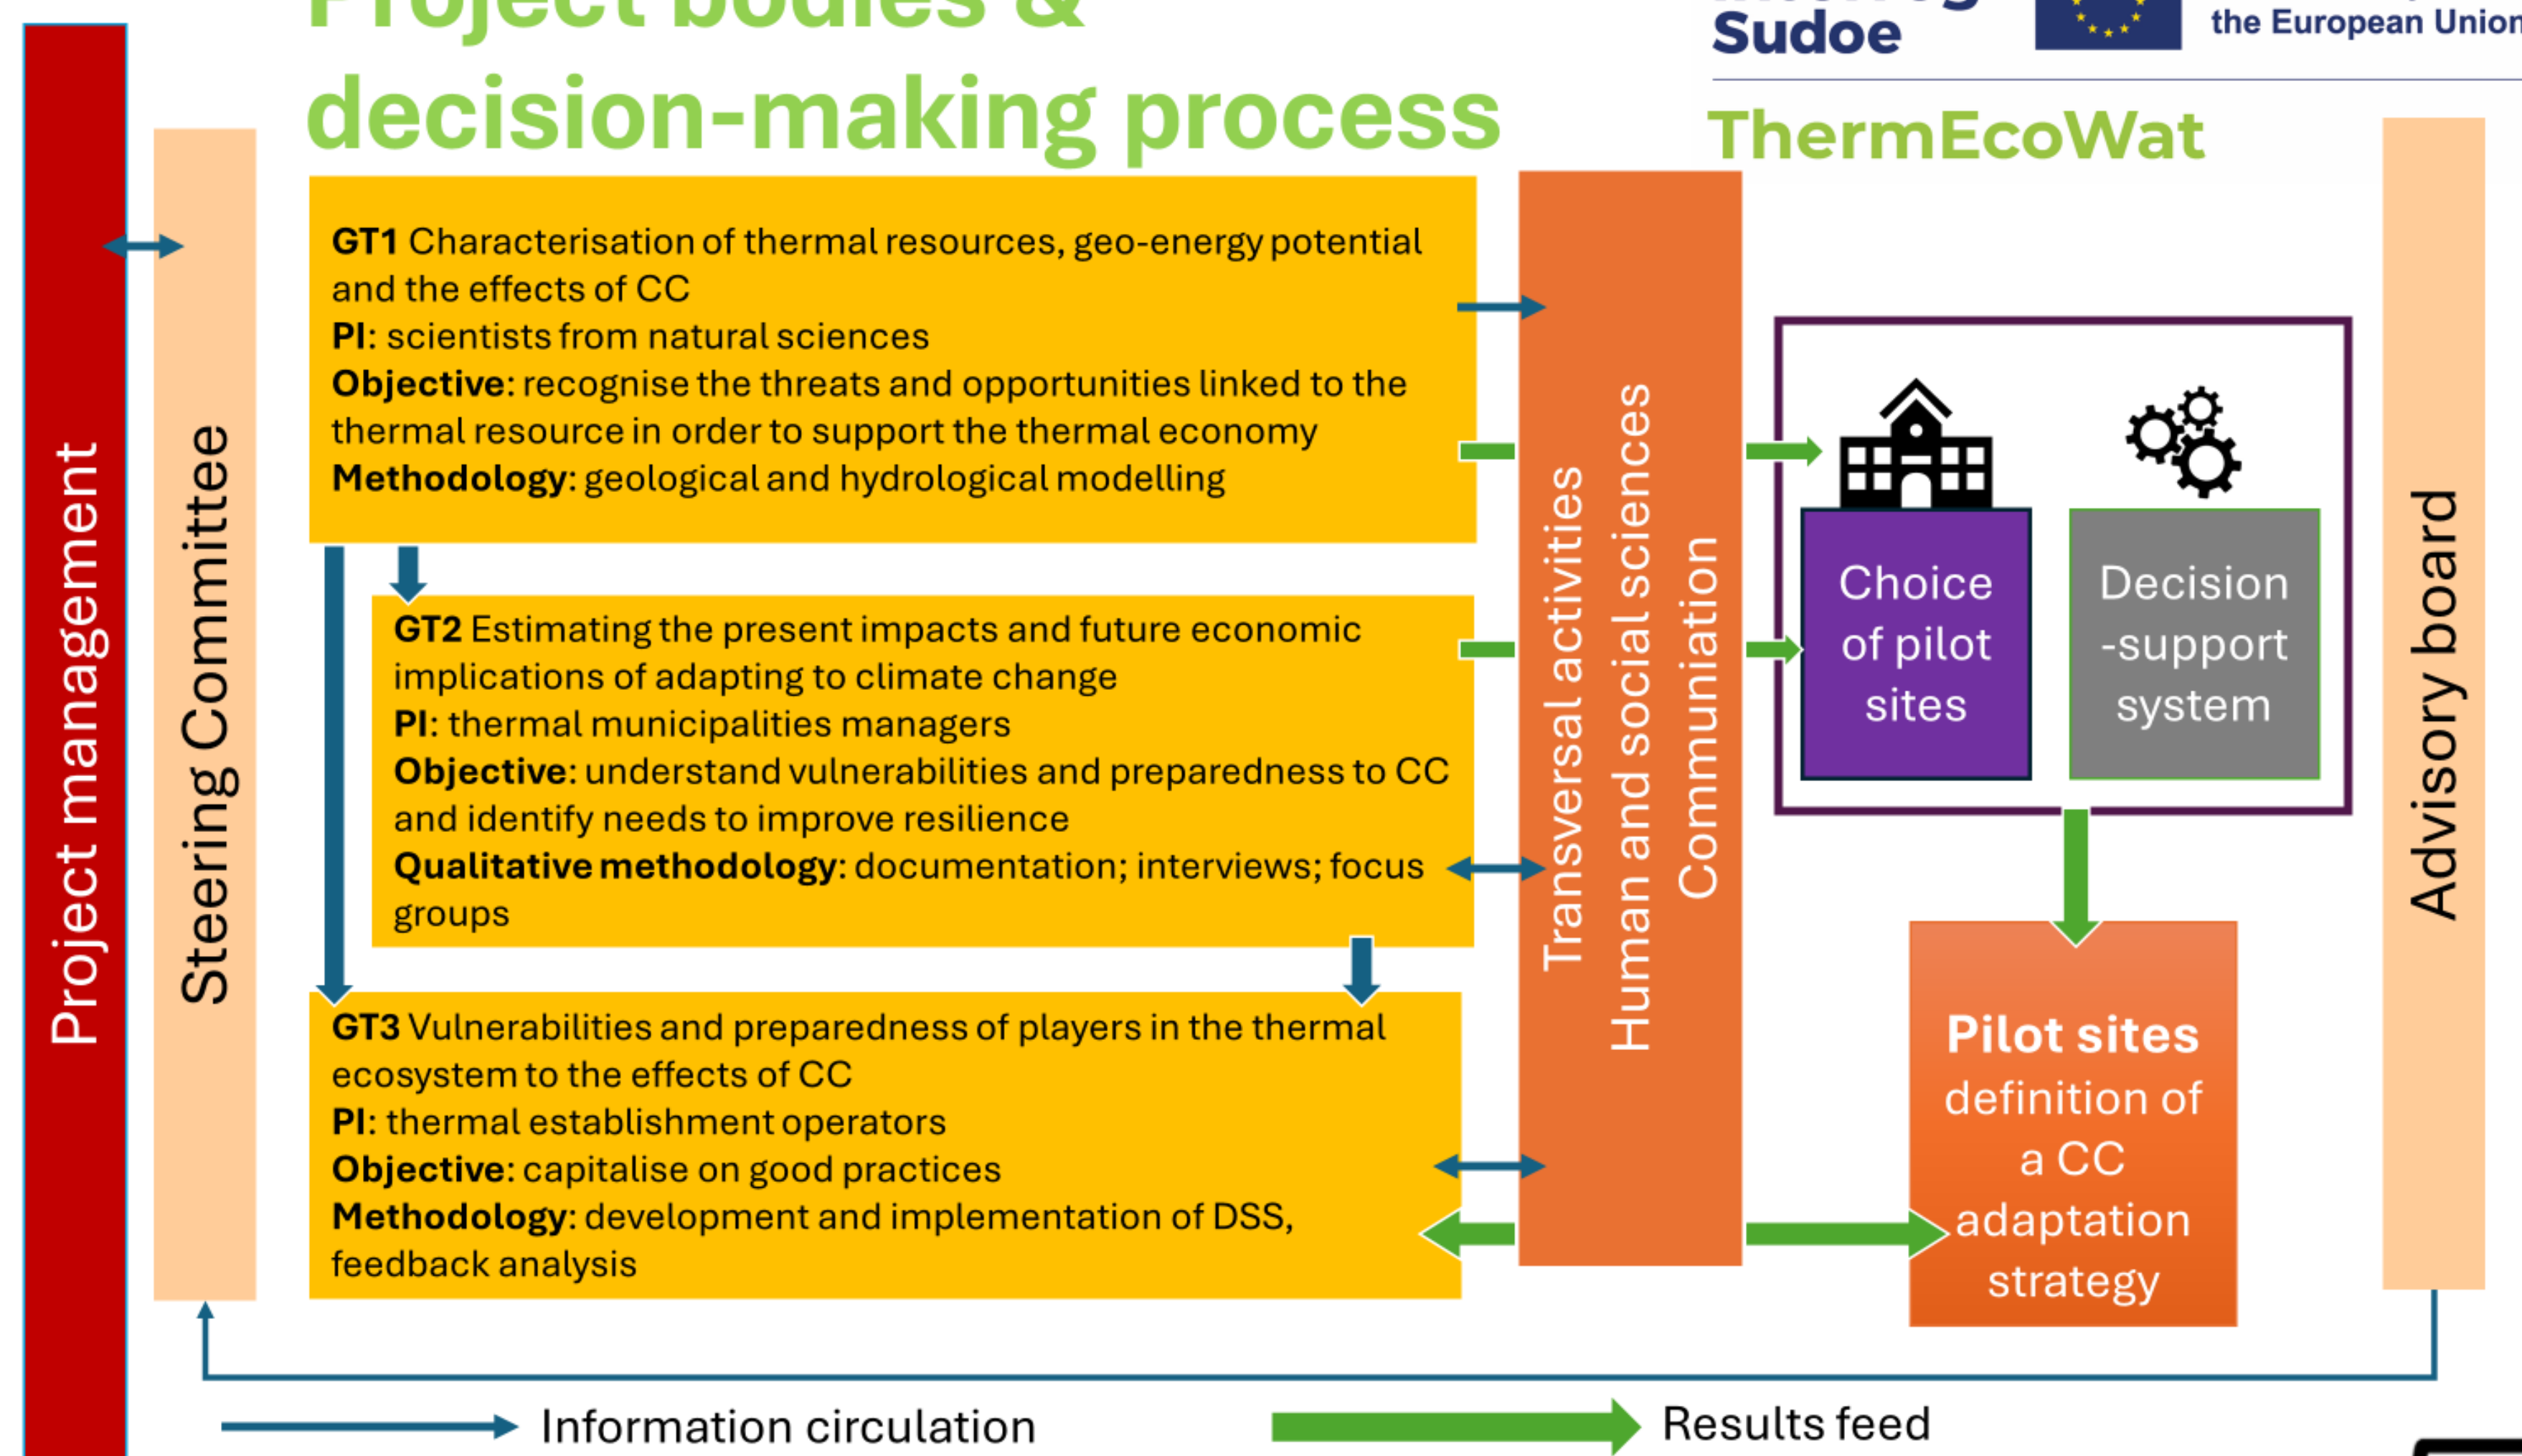 Project bodies &
decision-making process
Interreg
Sudoe
the European Union
ThermEcoWat
Project management
Steering Committee
GT1 Characterisation of thermal resources, geo-energy potential
and the effects of CC
PI: scientists from natural sciences
Objective: recognise the threats and opportunities linked to the
thermal resource in order to support the thermal economy
Methodology: geological and hydrological modelling
GT2 Estimating the present impacts and future economic
implications of adapting to climate change
PI: thermal municipalities managers
Objective: understand vulnerabilities and preparedness to CC
and identify needs to improve resilience
Qualitative methodology: documentation; interviews; focus
groups
GT3 Vulnerabilities and preparedness of players in the thermal
ecosystem to the effects of CC
PI: thermal establishment operators
Objective: capitalise on good practices
Methodology: development and implementation of DSS,
feedback analysis
Transversal activities
Human and social sciences
Communiation
Choice
of pilot
sites
Decision
-support
system
Pilot sites
definition of
a CC
adaptation
strategy
Advisory board
Information circulation
Results feed